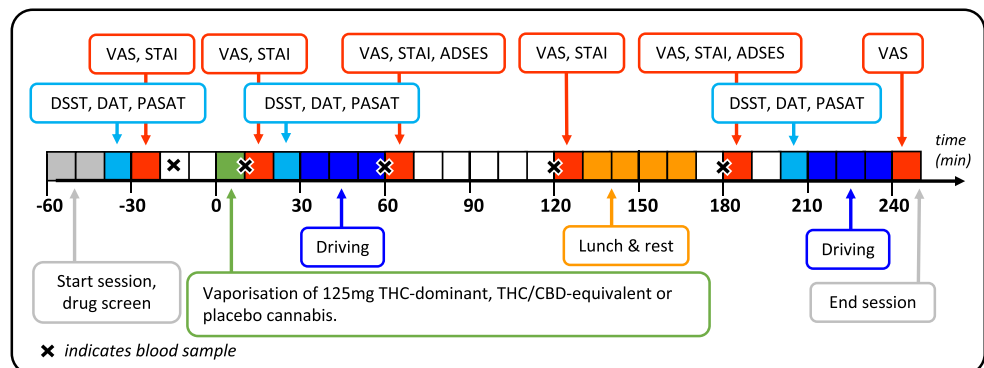 VAS, STAI
VAS, STAI
VAS, STAI, ADSES
VAS, STAI
VAS, STAI, ADSES
VAS
DSST, DAT, PASAT
DSST, DAT, PASAT
DSST, DAT, PASAT
time
(min)
-60 -30 0 30 60 90 120 150 180 210 240
Driving
Lunch & rest
Driving
Start session,
drug screen
Vaporisation of 125mg THC-dominant, THC/CBD-equivalent or
placebo cannabis.
End session
✖ indicates blood sample